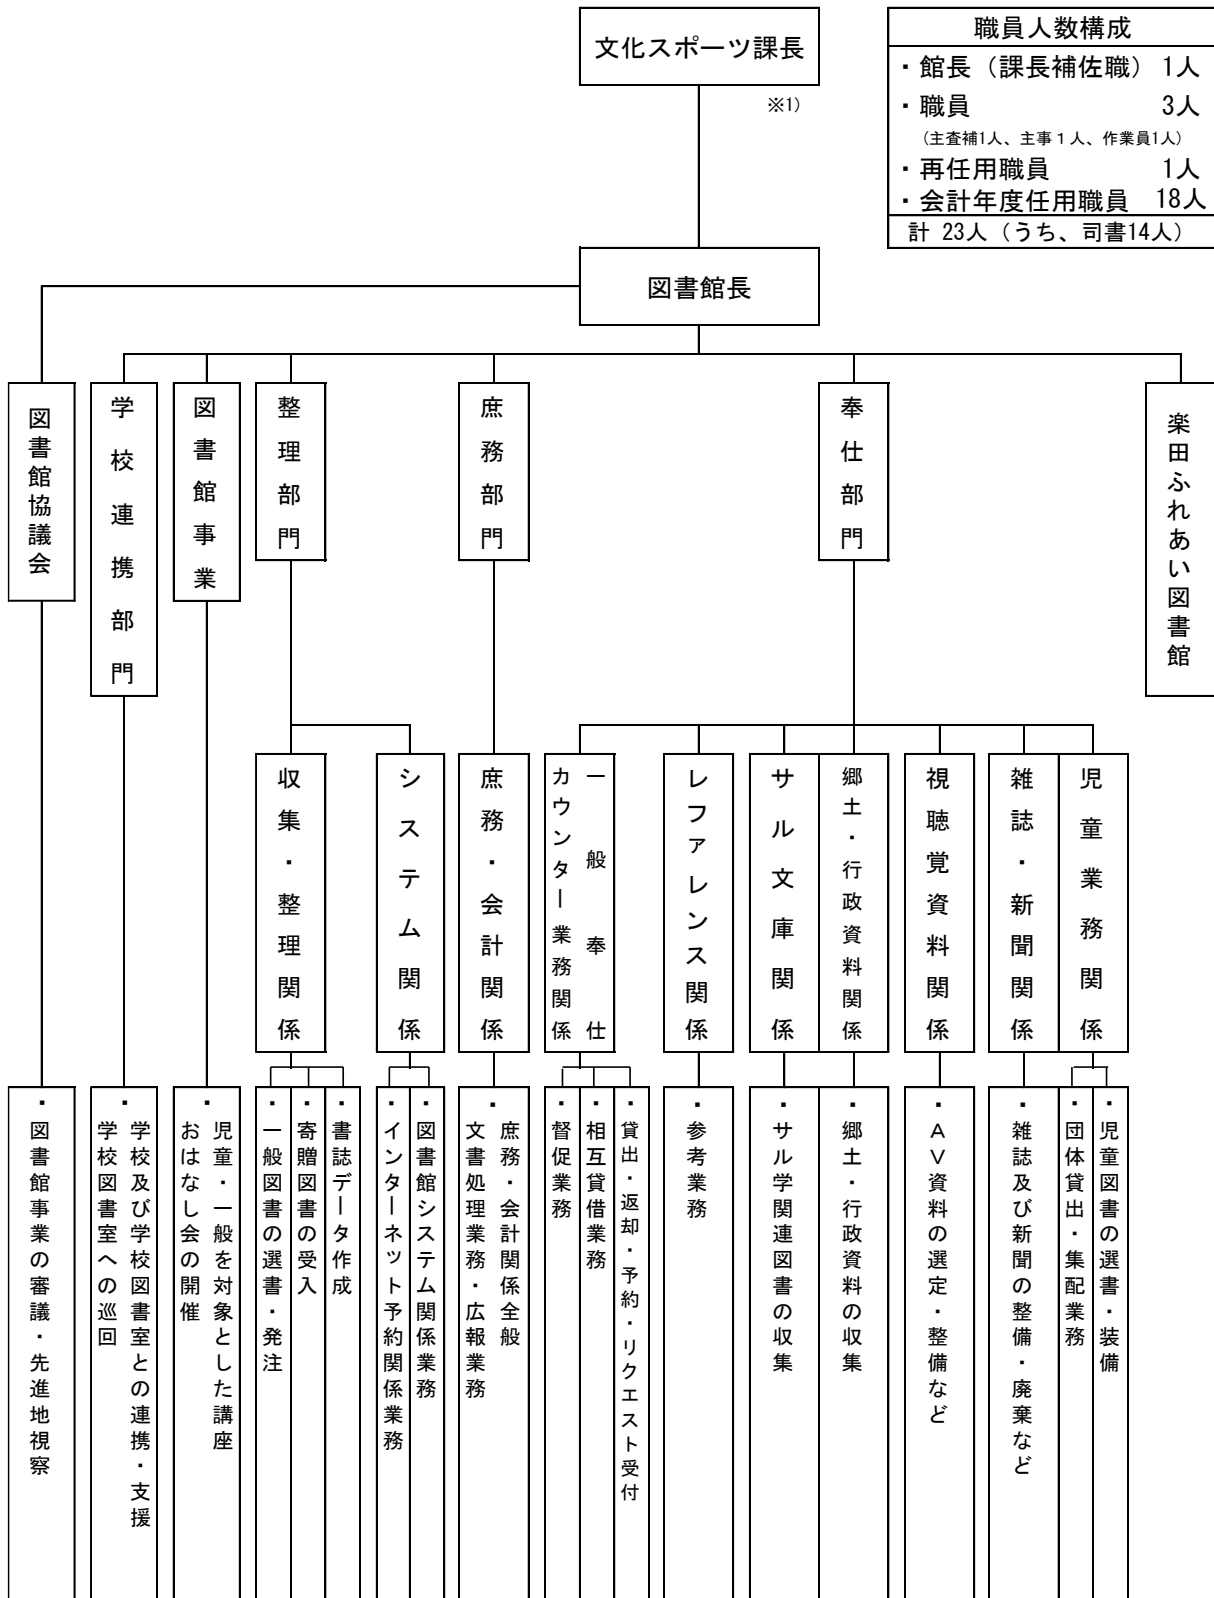 文化スポーツ課長
※1)
職員人数構成
・館長（課長補佐職） 1人
・職員 3人
（主査補1人、主事１人、作業員1人）
・再任用職員 1人
・会計年度任用職員 18人
計 23人（うち、司書14人）
図書館長
図書館協議会
学校連携部門
図書館事業
整理部門
庶務部門
奉仕部門
楽田ふれあい図書館
収集・整理関係
システム関係
庶務・会計関係
一般奉仕
カウンター業務関係
レファレンス関係
サル文庫関係
郷土・行政資料関係
視聴覚資料関係
雑誌・新聞関係
児童業務関係
・図書館事業の審議・先進地視察
・学校及び学校図書室との連携・支援
学校図書室への巡回
・児童・一般を対象とした講座
おはなし会の開催
・一般図書の選書・発注
・寄贈図書の受入
・書誌データ作成
・インターネット予約関係業務
・図書館システム関係業務
・庶務・会計関係全般
文書処理業務・広報業務
・督促業務
・相互貸借業務
・貸出・返却・予約・リクエスト受付
・参考業務
・サル学関連図書の収集
・郷土・行政資料の収集
・ＡＶ資料の選定・整備など
・雑誌及び新聞の整備・廃棄など
・団体貸出・集配業務
・児童図書の選書・装備